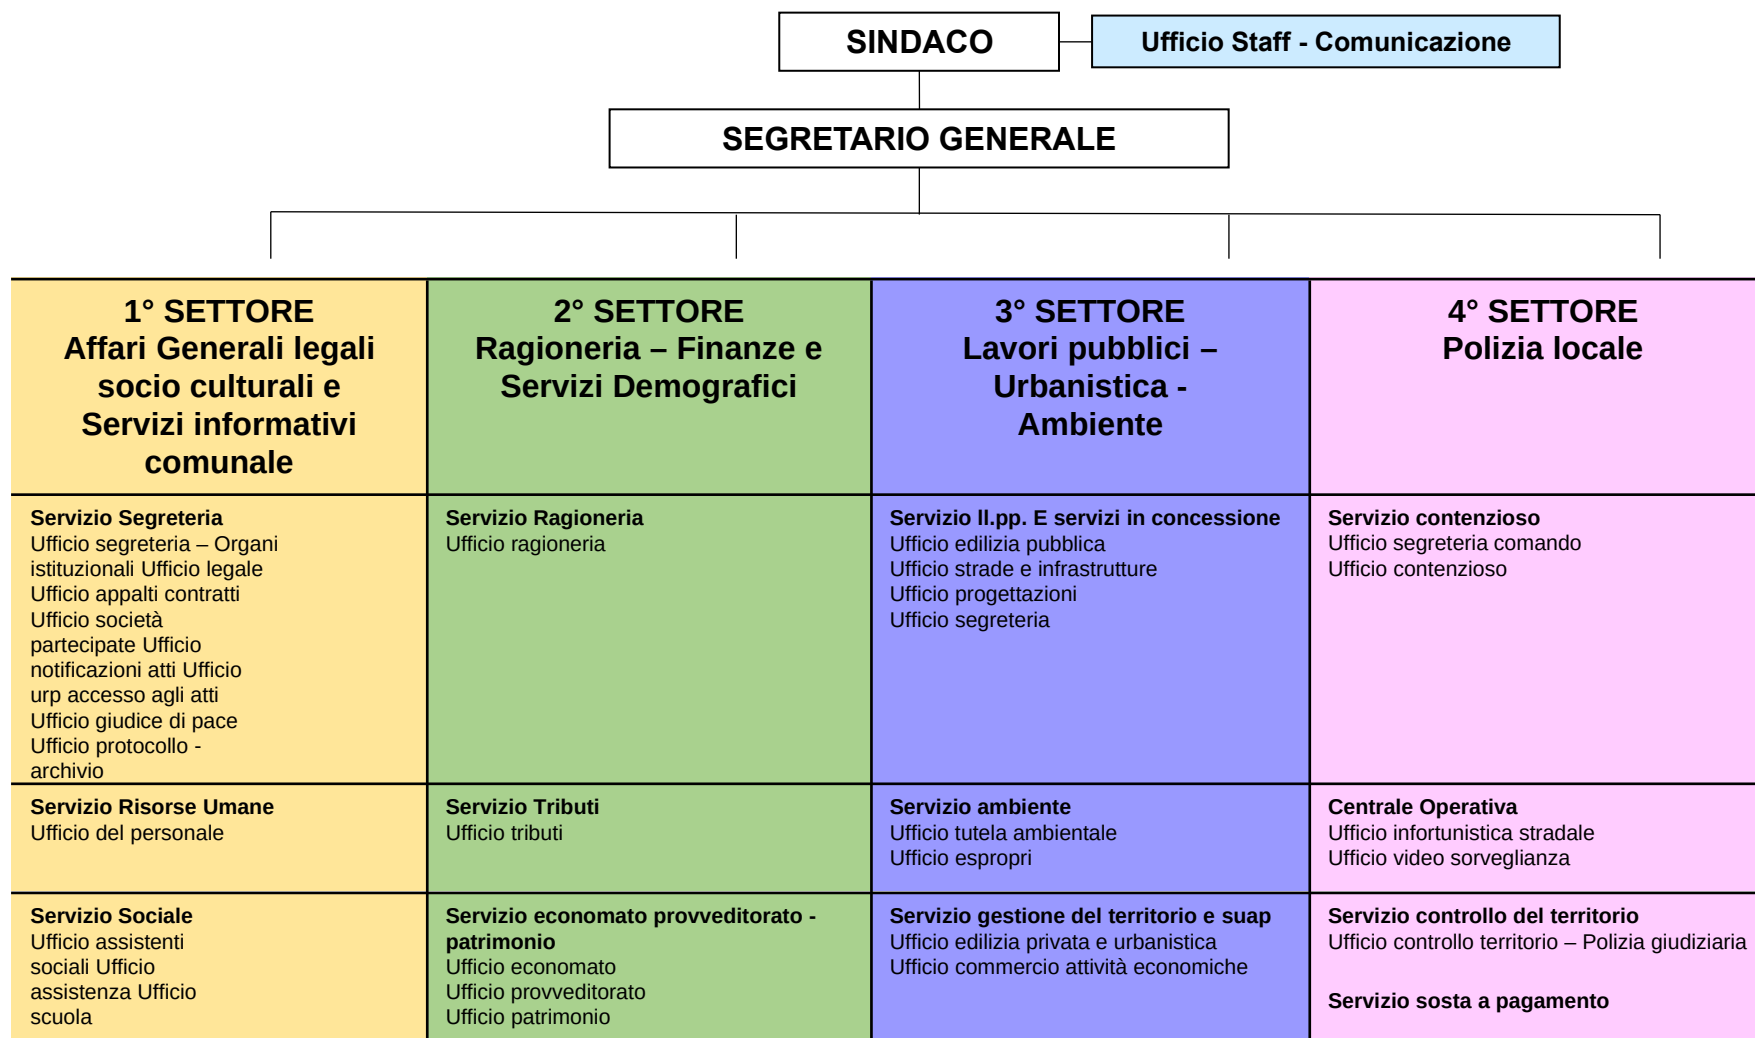 SINDACO
Ufficio Staff - Comunicazione
SEGRETARIO GENERALE
1° SETTORE
Affari Generali legali
socio culturali e
Servizi informativi
comunale
2° SETTORE
Ragioneria – Finanze e
Servizi Demografici
3° SETTORE
Lavori pubblici –
Urbanistica -
Ambiente
4° SETTORE
Polizia locale
Servizio Segreteria
Ufficio segreteria – Organi
istituzionali Ufficio legale
Ufficio appalti contratti
Ufficio società
partecipate Ufficio
notificazioni atti Ufficio
urp accesso agli atti
Ufficio giudice di pace
Ufficio protocollo -
archivio
Servizio Ragioneria
Ufficio ragioneria
Servizio ll.pp. E servizi in concessione
Ufficio edilizia pubblica
Ufficio strade e infrastrutture
Ufficio progettazioni
Ufficio segreteria
Servizio contenzioso
Ufficio segreteria comando
Ufficio contenzioso
Servizio Risorse Umane
Ufficio del personale
Servizio Tributi
Ufficio tributi
Servizio ambiente
Ufficio tutela ambientale
Ufficio espropri
Centrale Operativa
Ufficio infortunistica stradale
Ufficio video sorveglianza
Servizio Sociale
Ufficio assistenti
sociali Ufficio
assistenza Ufficio
scuola
Servizio economato provveditorato -
patrimonio
Ufficio economato
Ufficio provveditorato
Ufficio patrimonio
Servizio gestione del territorio e suap
Ufficio edilizia privata e urbanistica
Ufficio commercio attività economiche
Servizio controllo del territorio
Ufficio controllo territorio – Polizia giudiziaria
Servizio sosta a pagamento